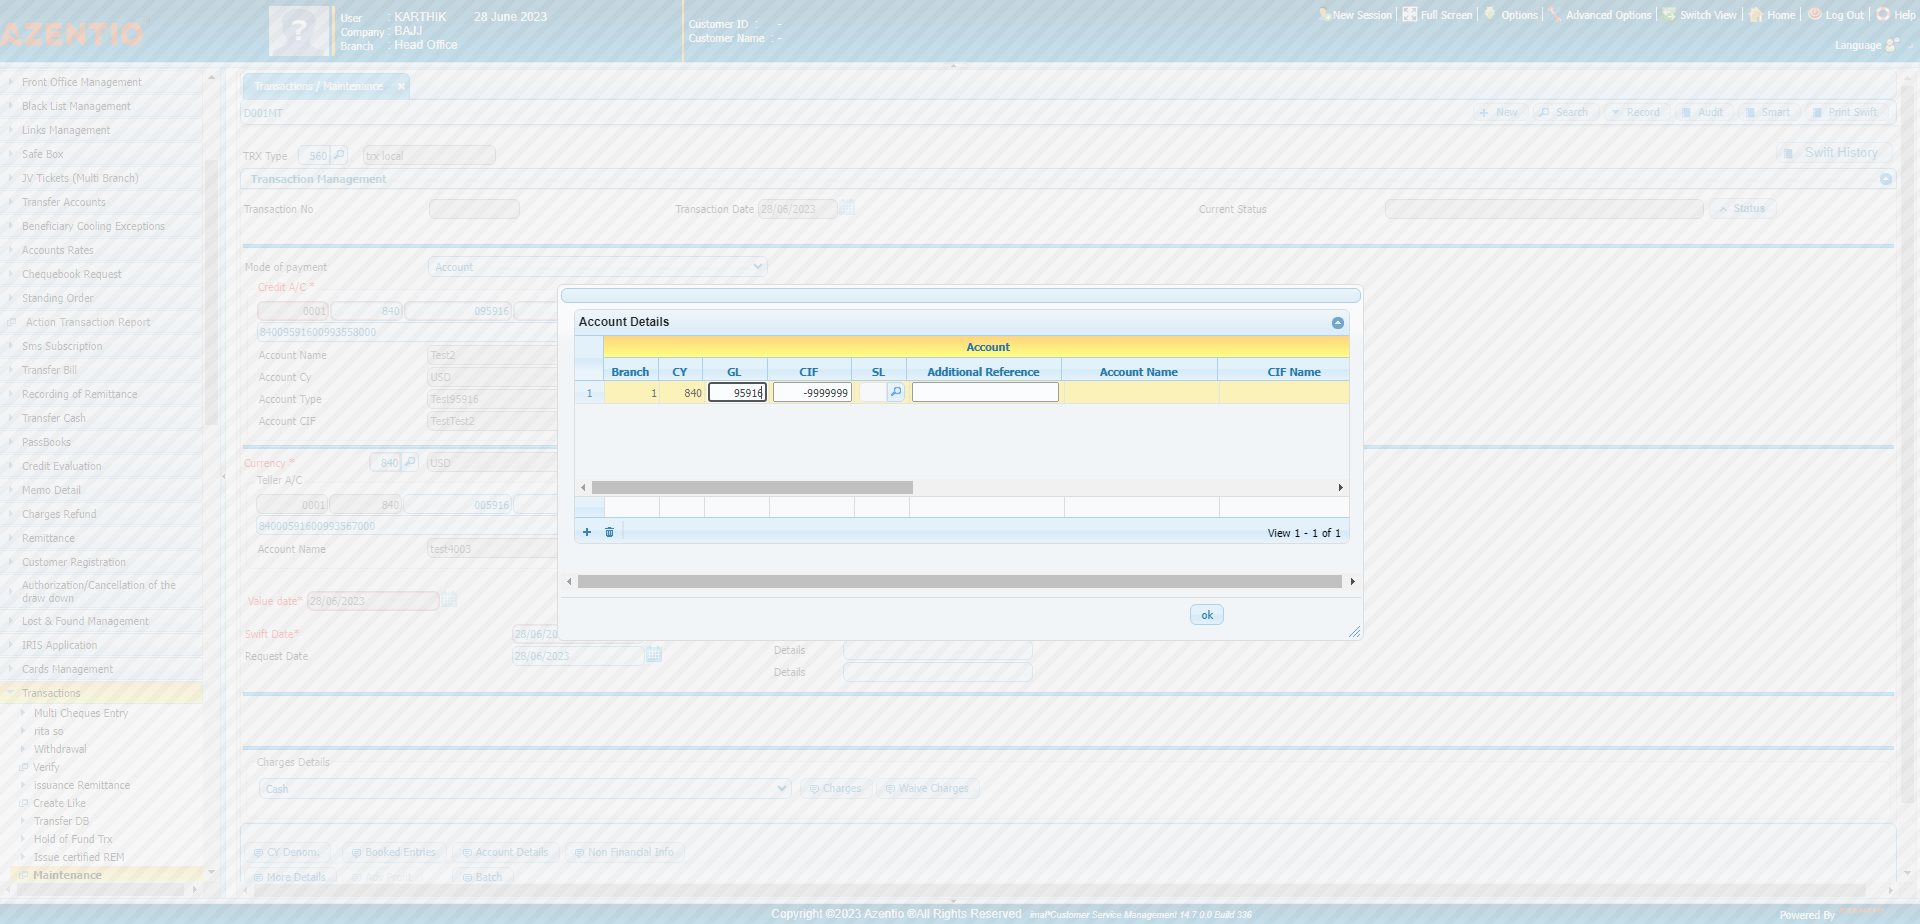 AZENTIO
User : KARTHIK 28 June 2023
Company : BAJJ
Branch : Head Office
Customer ID : -
Customer Name : -
New Session Full Screen Options Advanced Options Switch View Home Log Out Help
Language
Front Office Management
Black List Management
Links Management
Safe Box
JV Tickets (Multi Branch)
Transfer Accounts
Beneficiary Cooling Exceptions
Accounts Rates
Chequebook Request
Standing Order
Action Transaction Report
Sms Subscription
Transfer Bill
Recording of Remittance
Transfer Cash
PassBooks
Credit Evaluation
Memo Detail
Charges Refund
Remittance
Customer Registration
Authorization/Cancellation of the
draw down
Lost & Found Management
IRIS Application
Cards Management
Transactions
Multi Cheques Entry
rita so
Withdrawal
Verify
issuance Remittance
Create Like
Transfer DB
Hold of Fund Trx
Issue certified REM
Maintenance
Transactions / Maintenance
D001MT
New Search Record Audit Smart Print Swift
TRX Type 560 trx local Swift History
Transaction Management
Transaction No Transaction Date 28/06/2023 Current Status Status
Mode of payment Account
Credit A/C *
0001 840 095916
84009591600993558000
Account Name Test2
Account Cy USD
Account Type Test95916
Account CIF TestTest2
Currency * 840 USD
Teller A/C
0001 840 005916
84000591600993567000
Account Name test4003
Value date* 28/06/2023
Swift Date* 28/06/20
Request Date 28/06/2023
Details
Details
Account Details
Account
Branch CY GL CIF SL Additional Reference Account Name CIF Name
1 1 840 95916 -9999999
View 1 - 1 of 1
ok
Charges Details
Cash Charges Waive Charges
CY Denom. Booked Entries Account Details Non Financial Info
More Details Adv Profit Batch
Copyright ©2023 Azentio ®All Rights Reserved imal*Customer Service Management 14.7.0.0 Build 336
Powered By